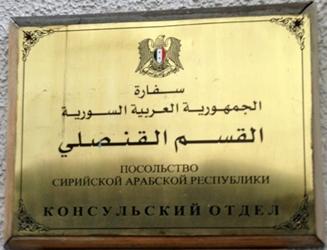 سفارة
الجمهورية العربية السورية
القسم القنصلي
ПОСОЛЬСТВО
СИРИЙСКОЙ АРАБСКОЙ РЕСПУБЛИКИ
КОНСУЛЬСКИЙ ОТДЕЛ